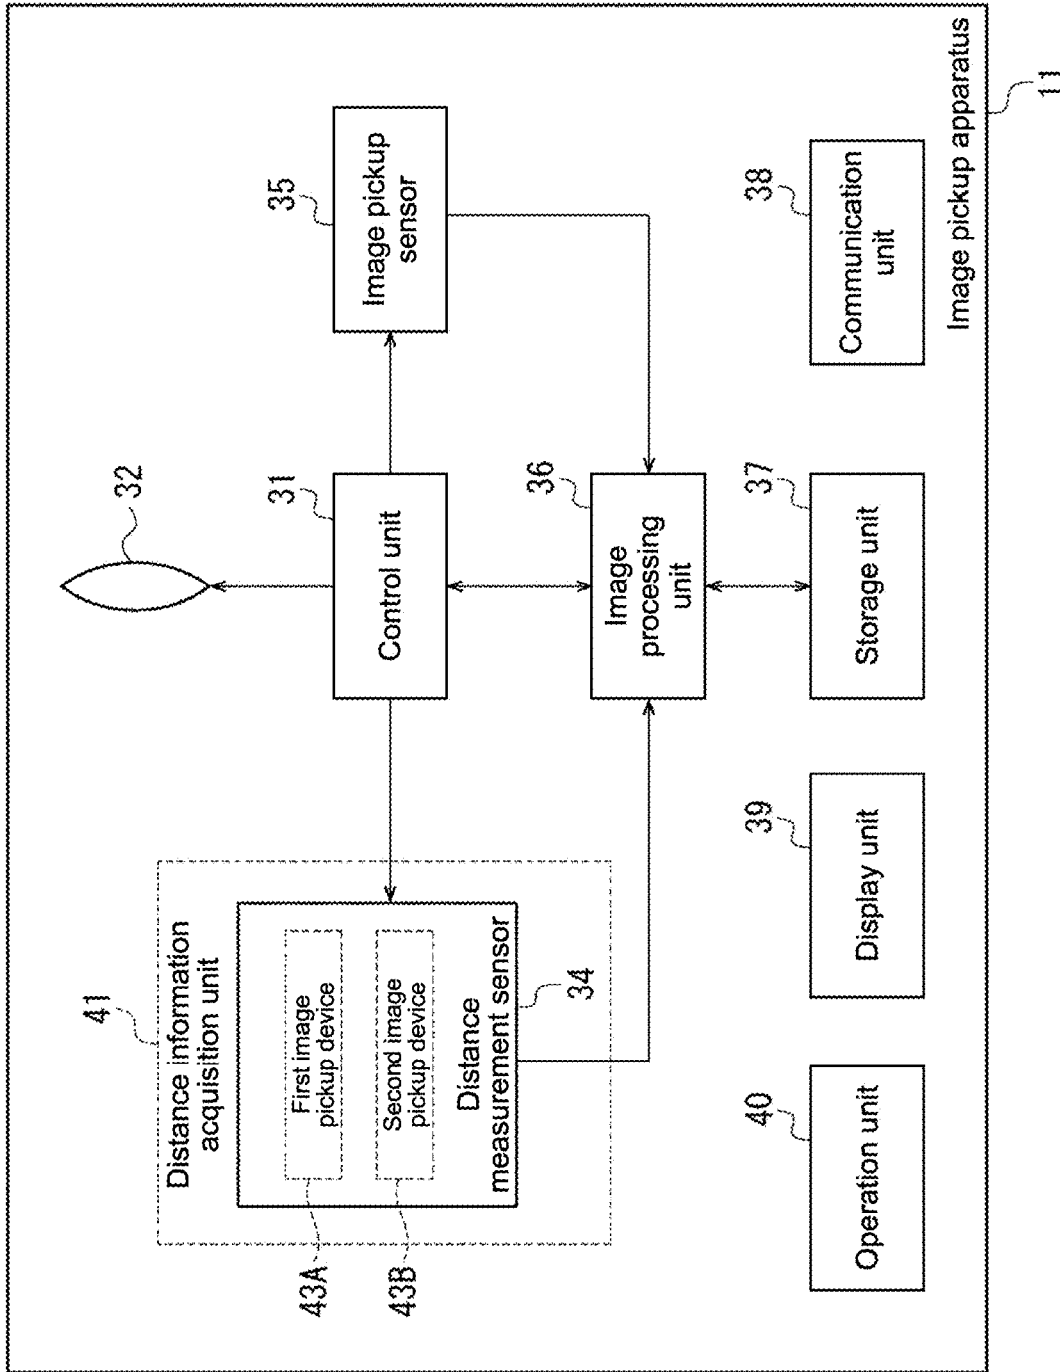 32
41
Distance information
acquisition unit
31
Control unit
35
Image pickup
sensor
43A
First image
pickup device
43B
Second image
pickup device
Distance
measurement sensor
34
36
Image
processing
unit
40
Operation unit
39
Display unit
37
Storage unit
38
Communication
unit
Image pickup apparatus
11